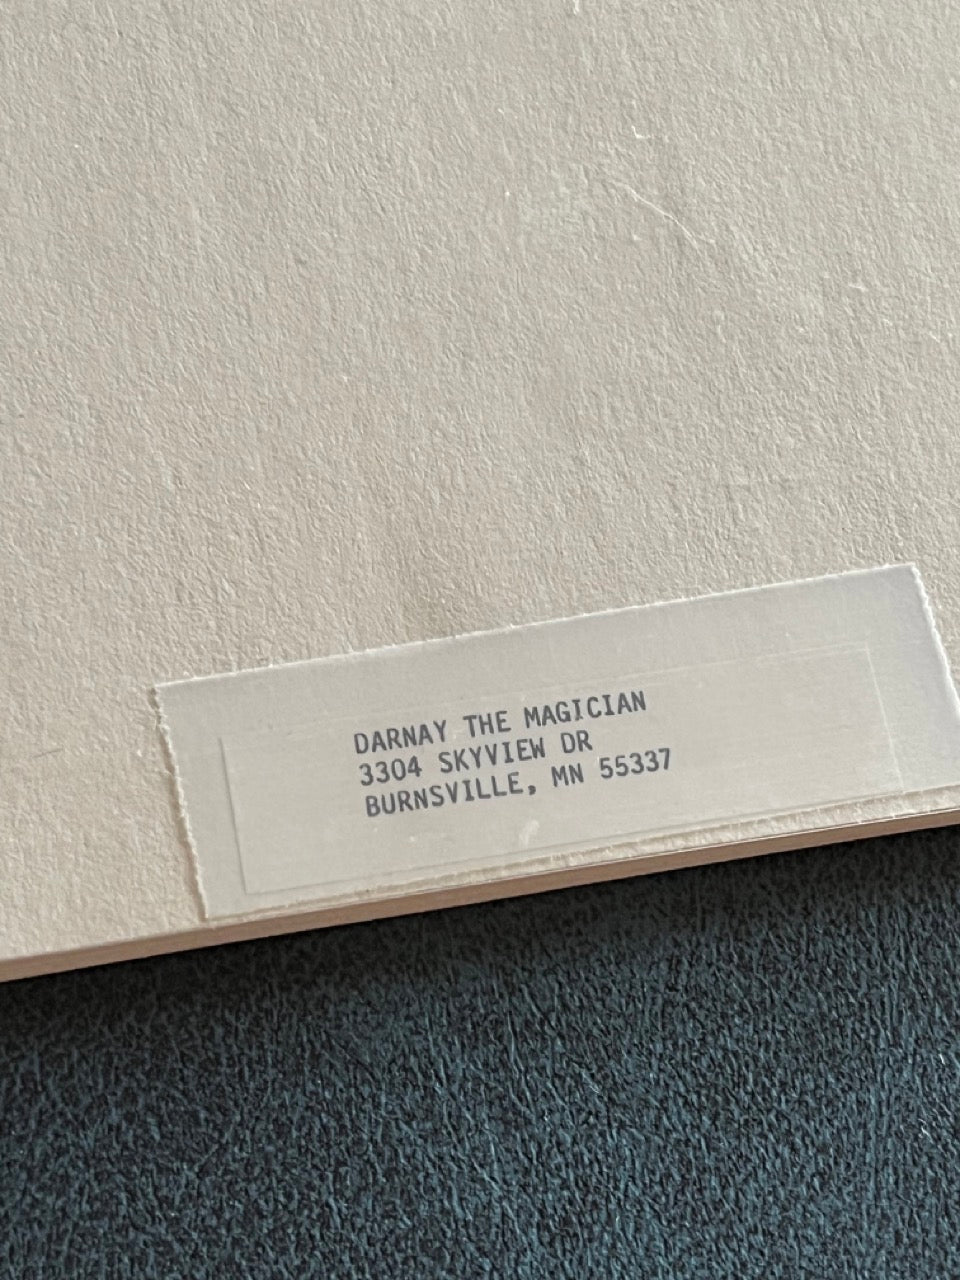 DARNAY THE MAGICIAN
3304 SKYVIEW DR
BURNSVILLE, MN 55337